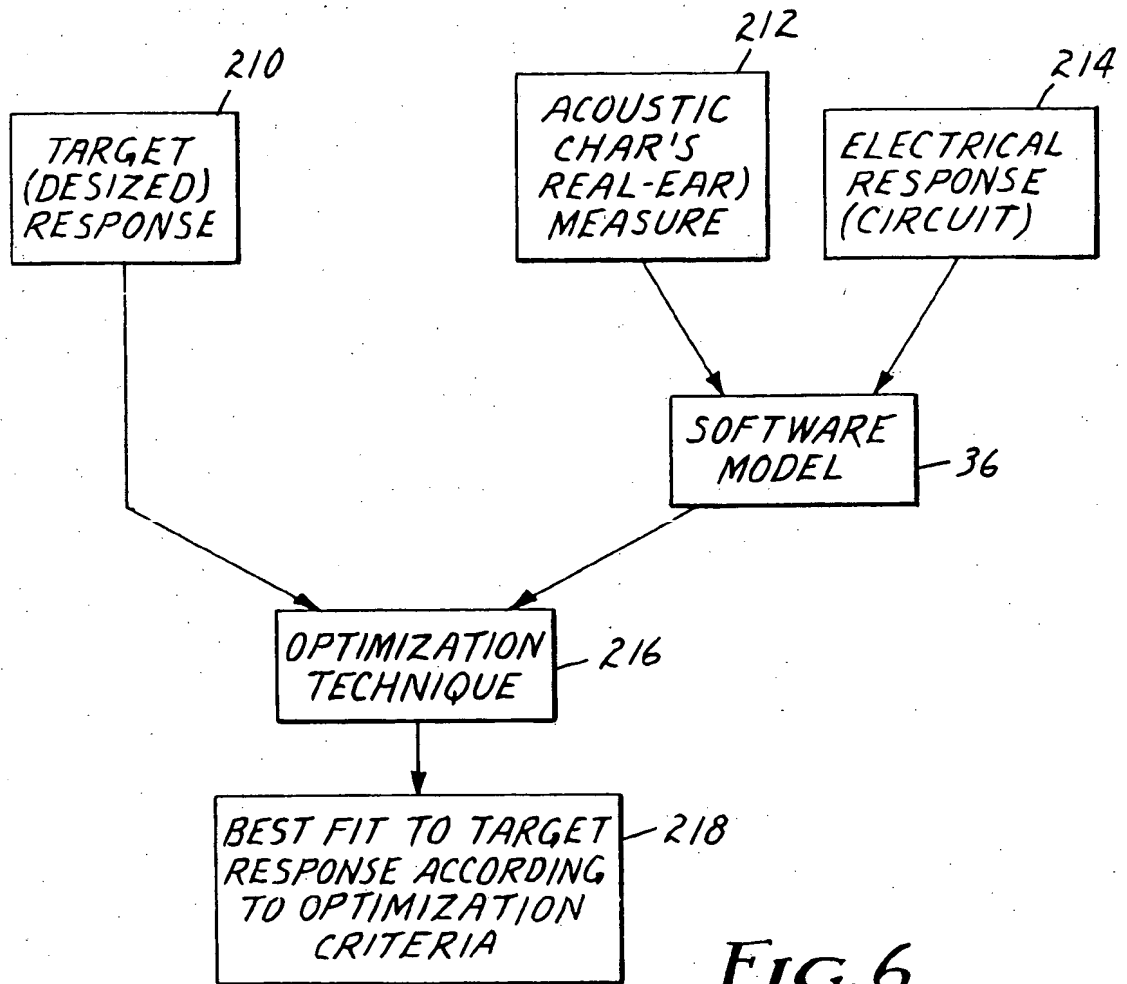 210
TARGET
(DESIZED)
RESPONSE
212
ACOUSTIC
CHAR'S
REAL-EAR)
MEASURE
214
ELECTRICAL
RESPONSE
(CIRCUIT)
SOFTWARE
MODEL
36
OPTIMIZATION
TECHNIQUE
216
BEST FIT TO TARGET
RESPONSE ACCORDING
TO OPTIMIZATION
CRITERIA
218
FIG. 6